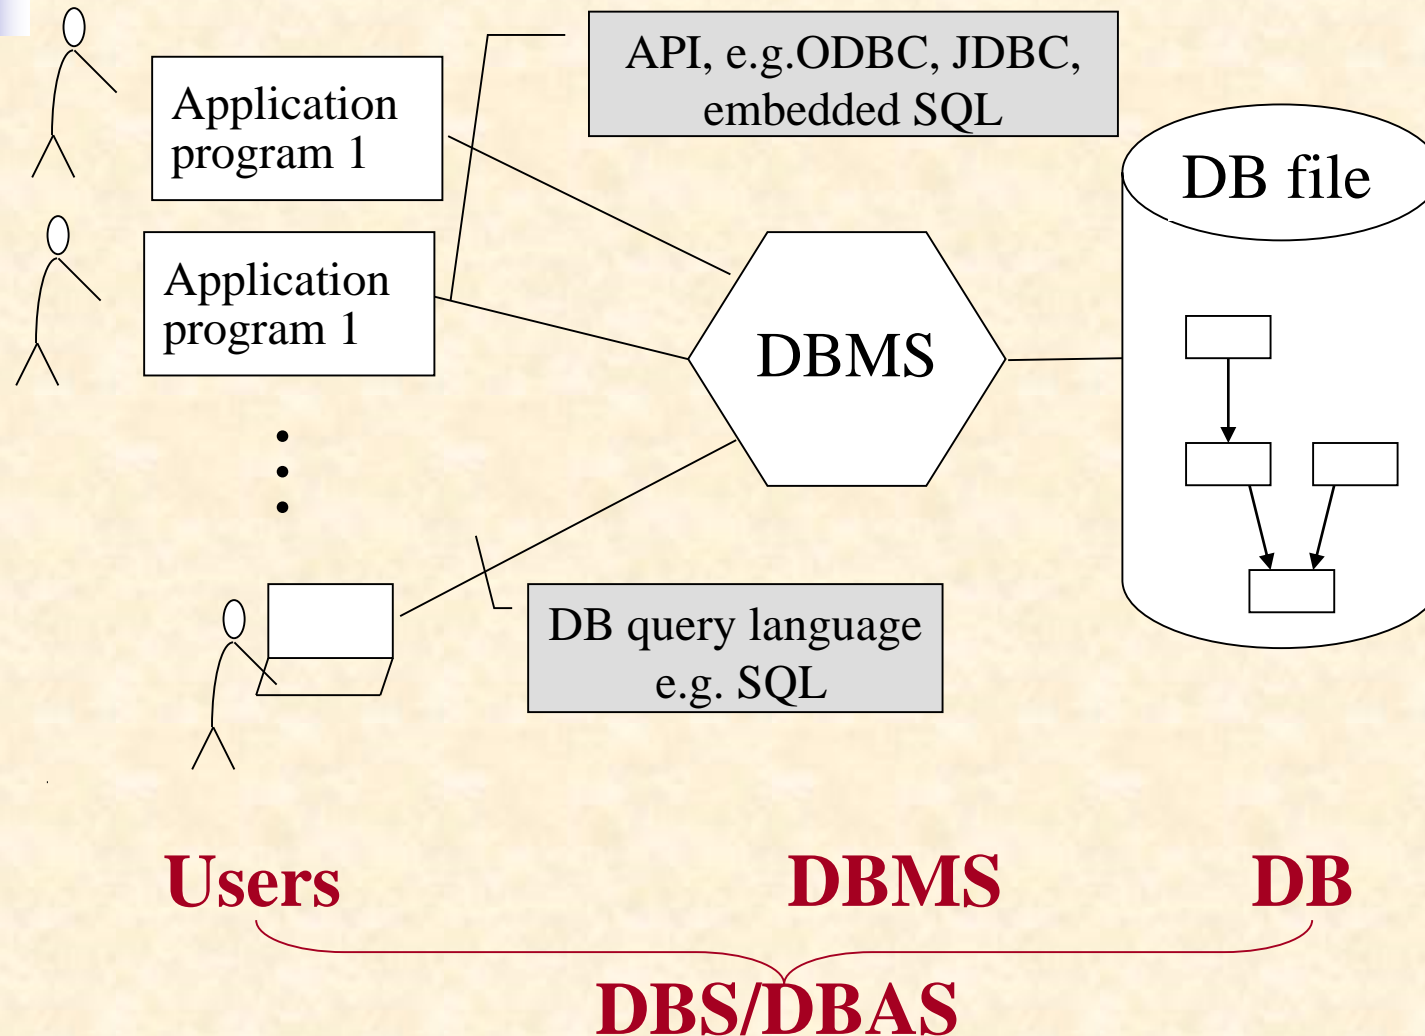 API, e.g.ODBC, JDBC,
embedded SQL
Application
program 1
DB file
Application
program 1
DBMS
DB query language
e.g. SQL
Users
DBMS
DB
DBS/DBAS